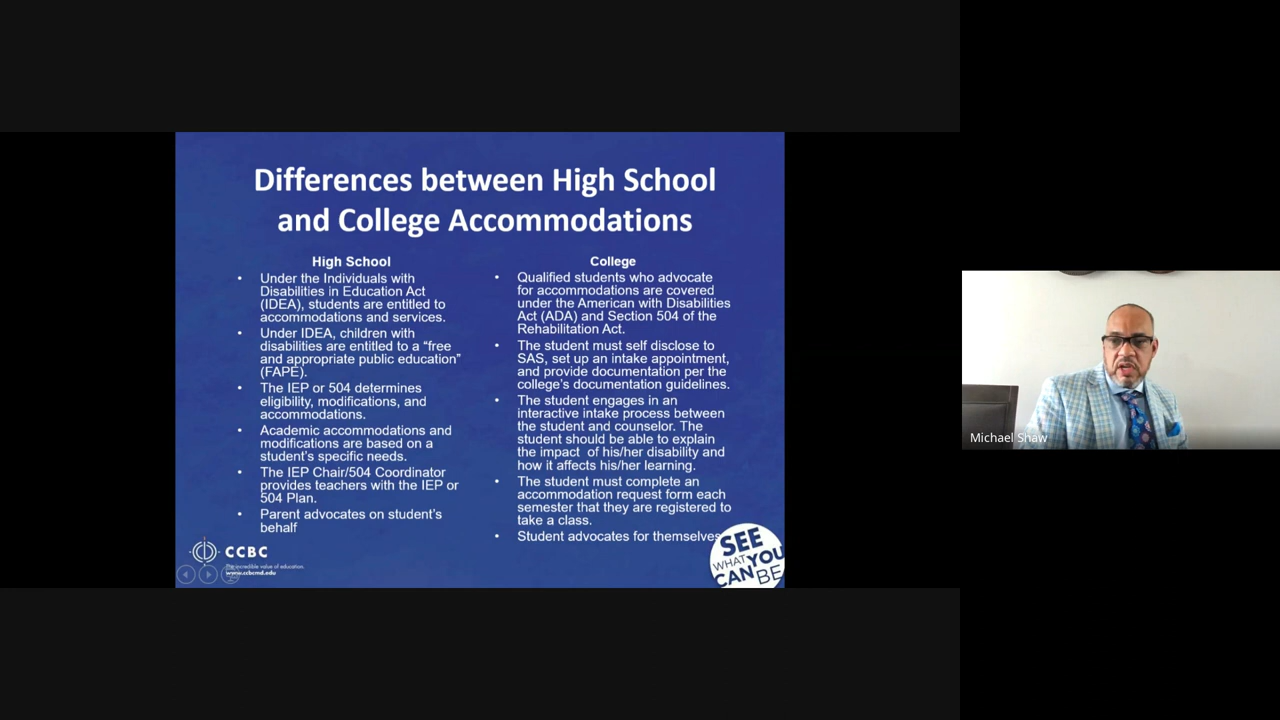 Differences between High School
and College Accommodations
High School
• Under the Individuals with
Disabilities in Education Act
(IDEA), students are entitled to
accommodations and services.
• Under IDEA, children with
disabilities are entitled to a “free
and appropriate public education”
(FAPE).
• The IEP or 504 determines
eligibility, modifications, and
accommodations.
• Academic accommodations and
modifications are based on a
student's specific needs.
• The IEP Chair/504 Coordinator
provides teachers with the IEP or
504 Plan.
• Parent advocates on student’s
behalf
College
• Qualified students who advocate
for accommodations are covered
under the American with Disabilities
Act (ADA) and Section 504 of the
Rehabilitation Act.
• The student must self disclose to
SAS, set up an intake appointment,
and provide documentation per the
college’s documentation guidelines.
• The student engages in an
interactive intake process between
the student and counselor. The
student should be able to explain
the impact of his/her disability and
how it affects his/her learning.
• The student must complete an
accommodation request form each
semester that they are registered to
take a class.
• Student advocates for themselves
CCBC
The incredible value of education.
www.ccbcmd.edu
SEE
WHAT YOU
CAN BE
Michael Shaw